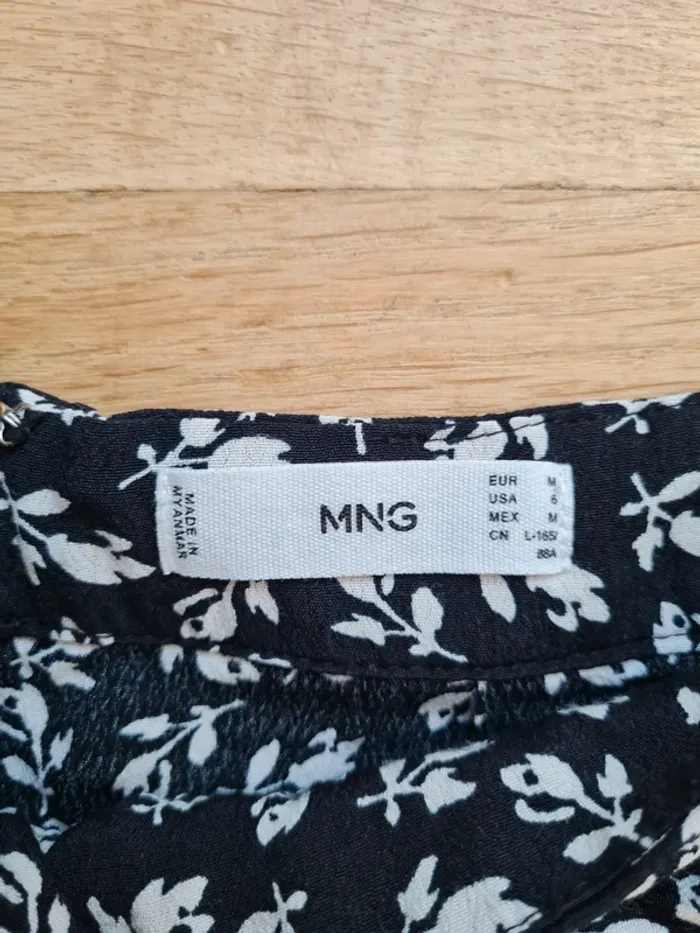 MADE IN
MYANMAR
MNG
EUR M
USA 6
MEX M
CN L-165/
88A